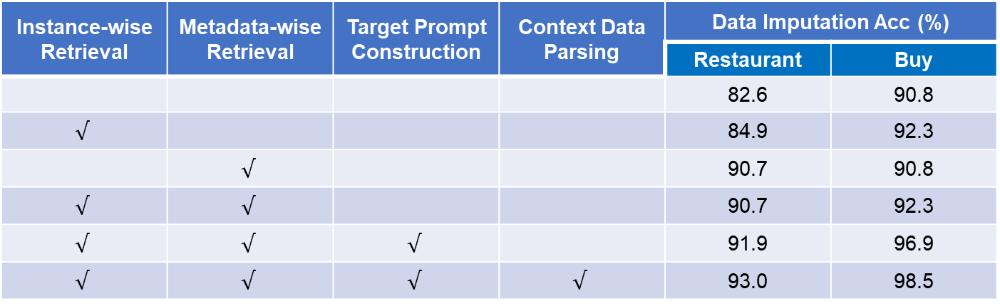 Instance-wise Retrieval Metadata-wise Retrieval Target Prompt Construction Context Data Parsing Data Imputation Acc (%)
Restaurant Buy
82.6 90.8
√ 84.9 92.3
√ 90.7 90.8
√ √ 90.7 92.3
√ √ √ 91.9 96.9
√ √ √ √ 93.0 98.5